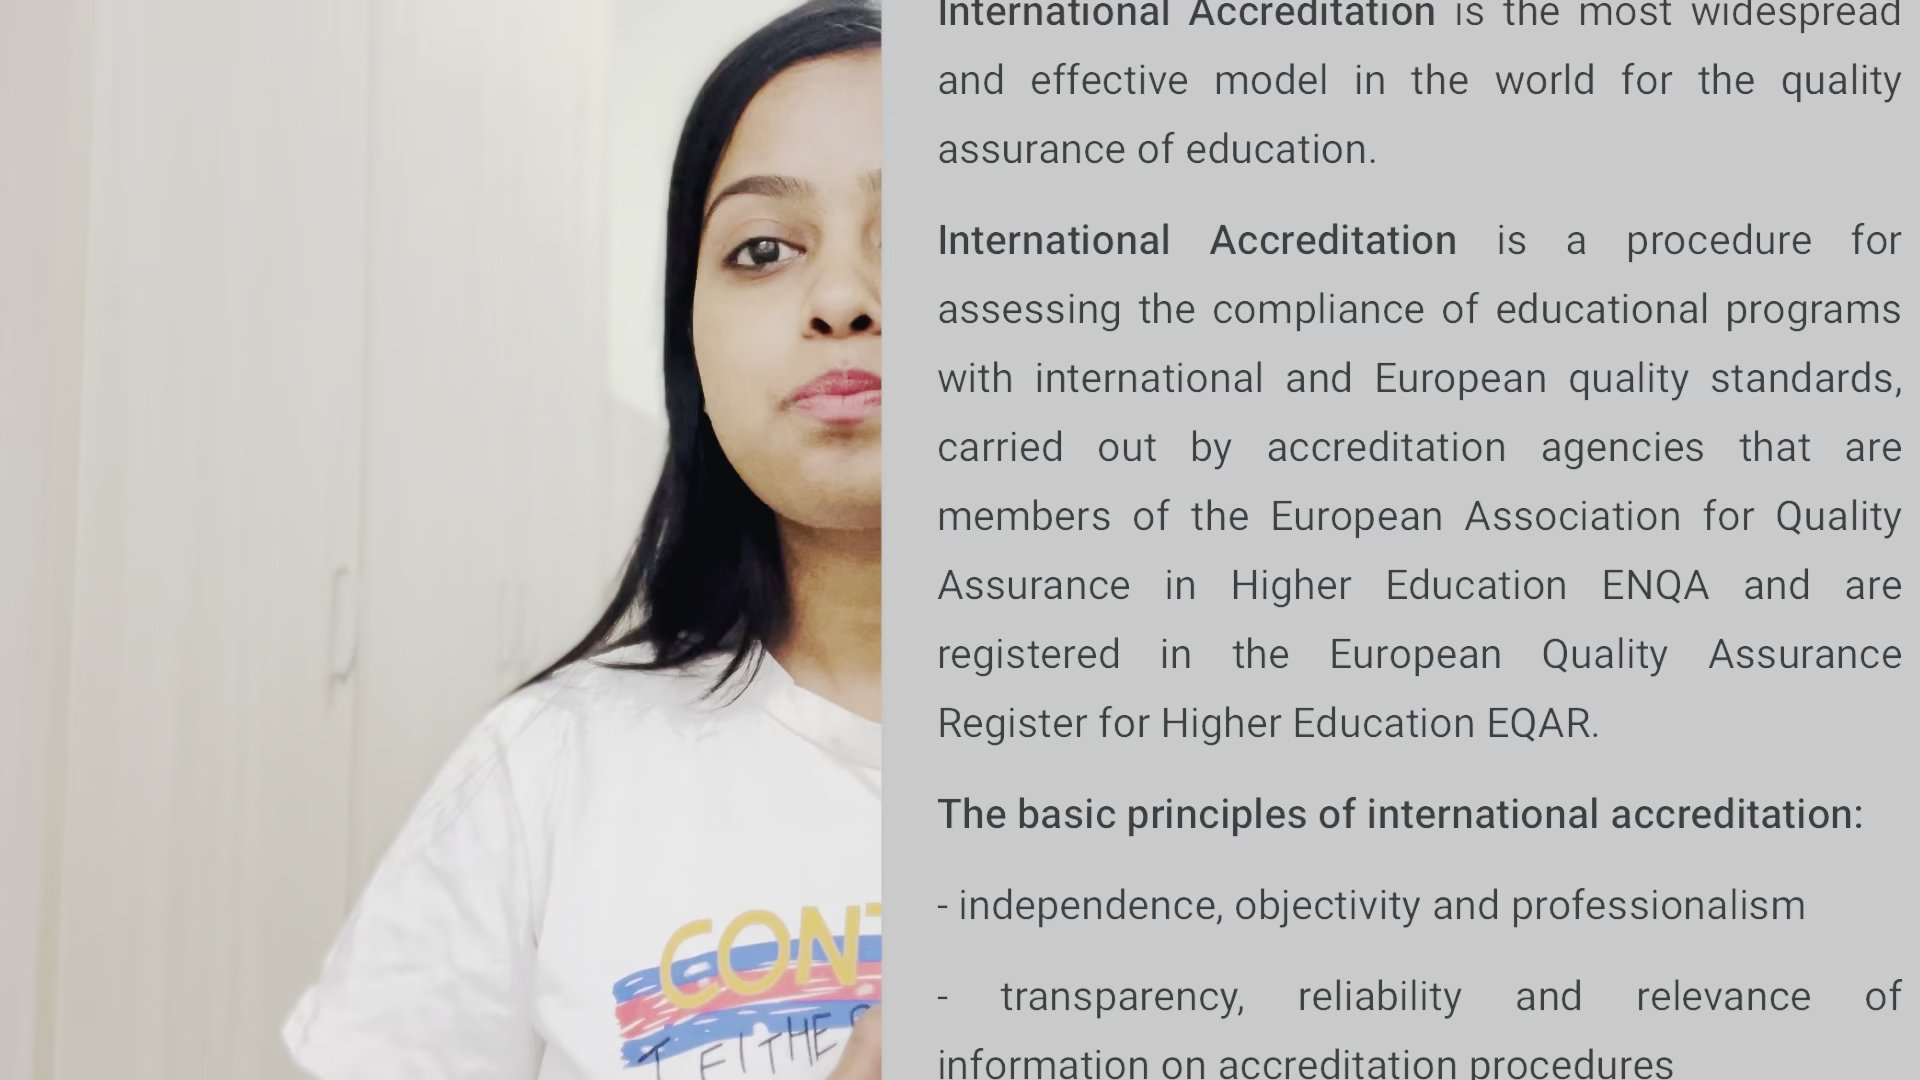 International Accreditation is the most widespread
and effective model in the world for the quality
assurance of education.
International Accreditation is a procedure for
assessing the compliance of educational programs
with international and European quality standards,
carried out by accreditation agencies that are
members of the European Association for Quality
Assurance in Higher Education ENQA and are
registered in the European Quality Assurance
Register for Higher Education EQAR.
The basic principles of international accreditation:
- independence, objectivity and professionalism
- transparency, reliability and relevance of
information on accreditation procedures